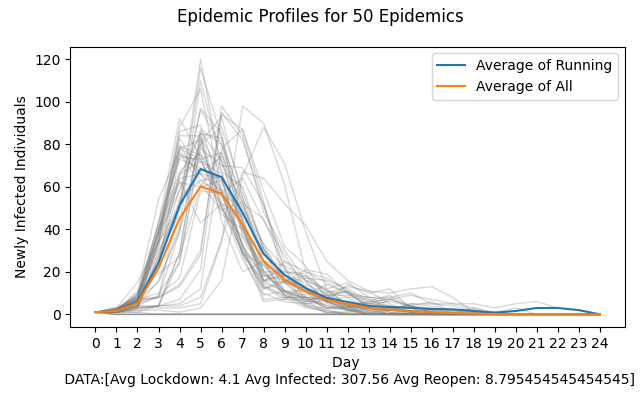 Epidemic Profiles for 50 Epidemics
120
100
80
60
40
20
0
Newly Infected Individuals
Average of Running
Average of All
0 1 2 3 4 5 6 7 8 9 10 11 12 13 14 15 16 17 18 19 20 21 22 23 24
Day
DATA:[Avg Lockdown: 4.1 Avg Infected: 307.56 Avg Reopen: 8.795454545454545]